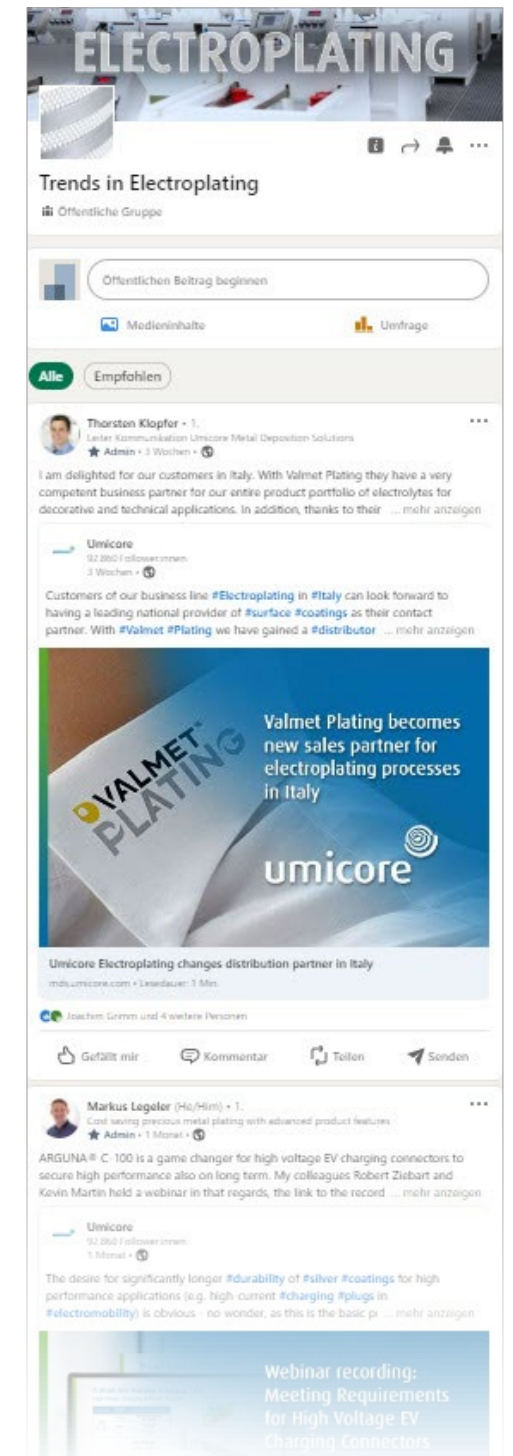 ELECTROPLATING
Trends in Electroplating
Öffentliche Gruppe
Öffentlichen Beitrag beginnen
Medieninhalte
Umfrage
Alle
Empfohlen
Thorsten Klopfer • 1.
Leiter Kommunikation Umicore Metal Deposition Solutions
Admin • 3 Wochen •
I am delighted for our customers in Italy. With Valmet Plating they have a very
competent business partner for our entire product portfolio of electrolytes for
decorative and technical applications. In addition, thanks to their ... mehr anzeigen
Umicore
92.860 Follower:innen
3 Wochen •
Customers of our business line #Electroplating in #Italy can look forward to
having a leading national provider of #surface #coatings as their contact
partner. With #Valmet #Plating we have gained a #distributor ... mehr anzeigen
VALMET
PLATING
Valmet Plating becomes
new sales partner for
electroplating processes
in Italy
umicore
Umicore Electroplating changes distribution partner in Italy
mds.umicore.com • Lesedauer: 1 Min.
Joachim Grimm und 4 weitere Personen
Gefällt mir
Kommentar
Teilen
Senden
Markus Legeler (He/Him) • 1.
Cost saving precious metal plating with advanced product features
Admin • 1 Monat •
ARGUNA® C-100 is a game changer for high voltage EV charging connectors to
secure high performance also on long term. My colleagues Robert Ziebart and
Kevin Martin held a webinar in that regards, the link to the record ... mehr anzeigen
Umicore
92.860 Follower:innen
1 Monat •
The desire for significantly longer #durability of #silver #coatings for high
performance applications (e.g. high-current #charging #plugs in
#electromobility) is obvious - no wonder, as this is the basic pr ... mehr anzeigen
Webinar recording:
Meeting Requirements
for High Voltage EV
Charging Connectors